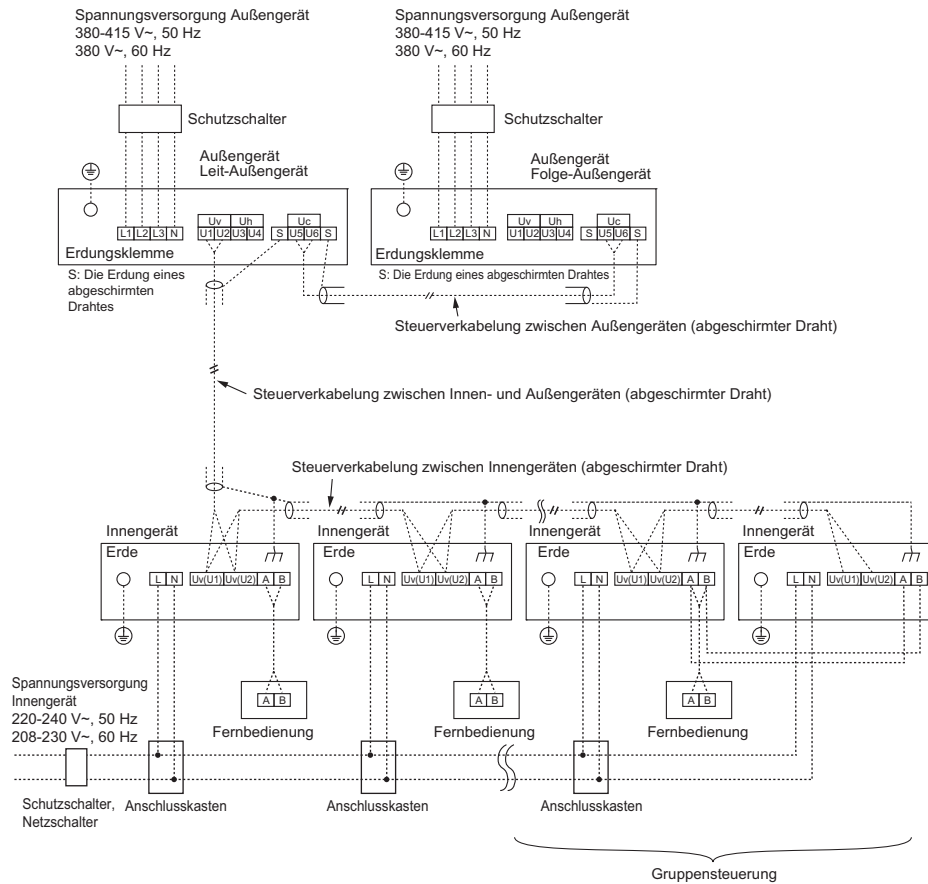 Spannungsversorgung Außengerät
380-415 V~, 50 Hz
380 V~, 60 Hz
Spannungsversorgung Außengerät
380-415 V~, 50 Hz
380 V~, 60 Hz
Schutzschalter
Schutzschalter
Außengerät
Leit-Außengerät
Außengerät
Folge-Außengerät
Uv Uh Uc
L1 L2 L3 N U1 U2 U3 U4 S U5 U6 S
Erdungsklemme
Uv Uh Uc
L1 L2 L3 N U1 U2 U3 U4 S U5 U6 S
Erdungsklemme
S: Die Erdung eines
abgeschirmten
Drahtes
S: Die Erdung eines abgeschirmten Drahtes
Steuerverkabelung zwischen Außengeräten (abgeschirmter Draht)
Steuerverkabelung zwischen Innen- und Außengeräten (abgeschirmter Draht)
Steuerverkabelung zwischen Innengeräten (abgeschirmter Draht)
Innengerät
Erde
L N Uv(U1) Uv(U2) A B
Innengerät
Erde
L N Uv(U1) Uv(U2) A B
Innengerät
Erde
L N Uv(U1) Uv(U2) A B
Innengerät
Erde
L N Uv(U1) Uv(U2) A B
A B
Fernbedienung
A B
Fernbedienung
A B
Fernbedienung
Spannungsversorgung
Innengerät
220-240 V~, 50 Hz
208-230 V~, 60 Hz
Schutzschalter,
Netzschalter
Anschlusskasten
Anschlusskasten
Anschlusskasten
Gruppensteuerung